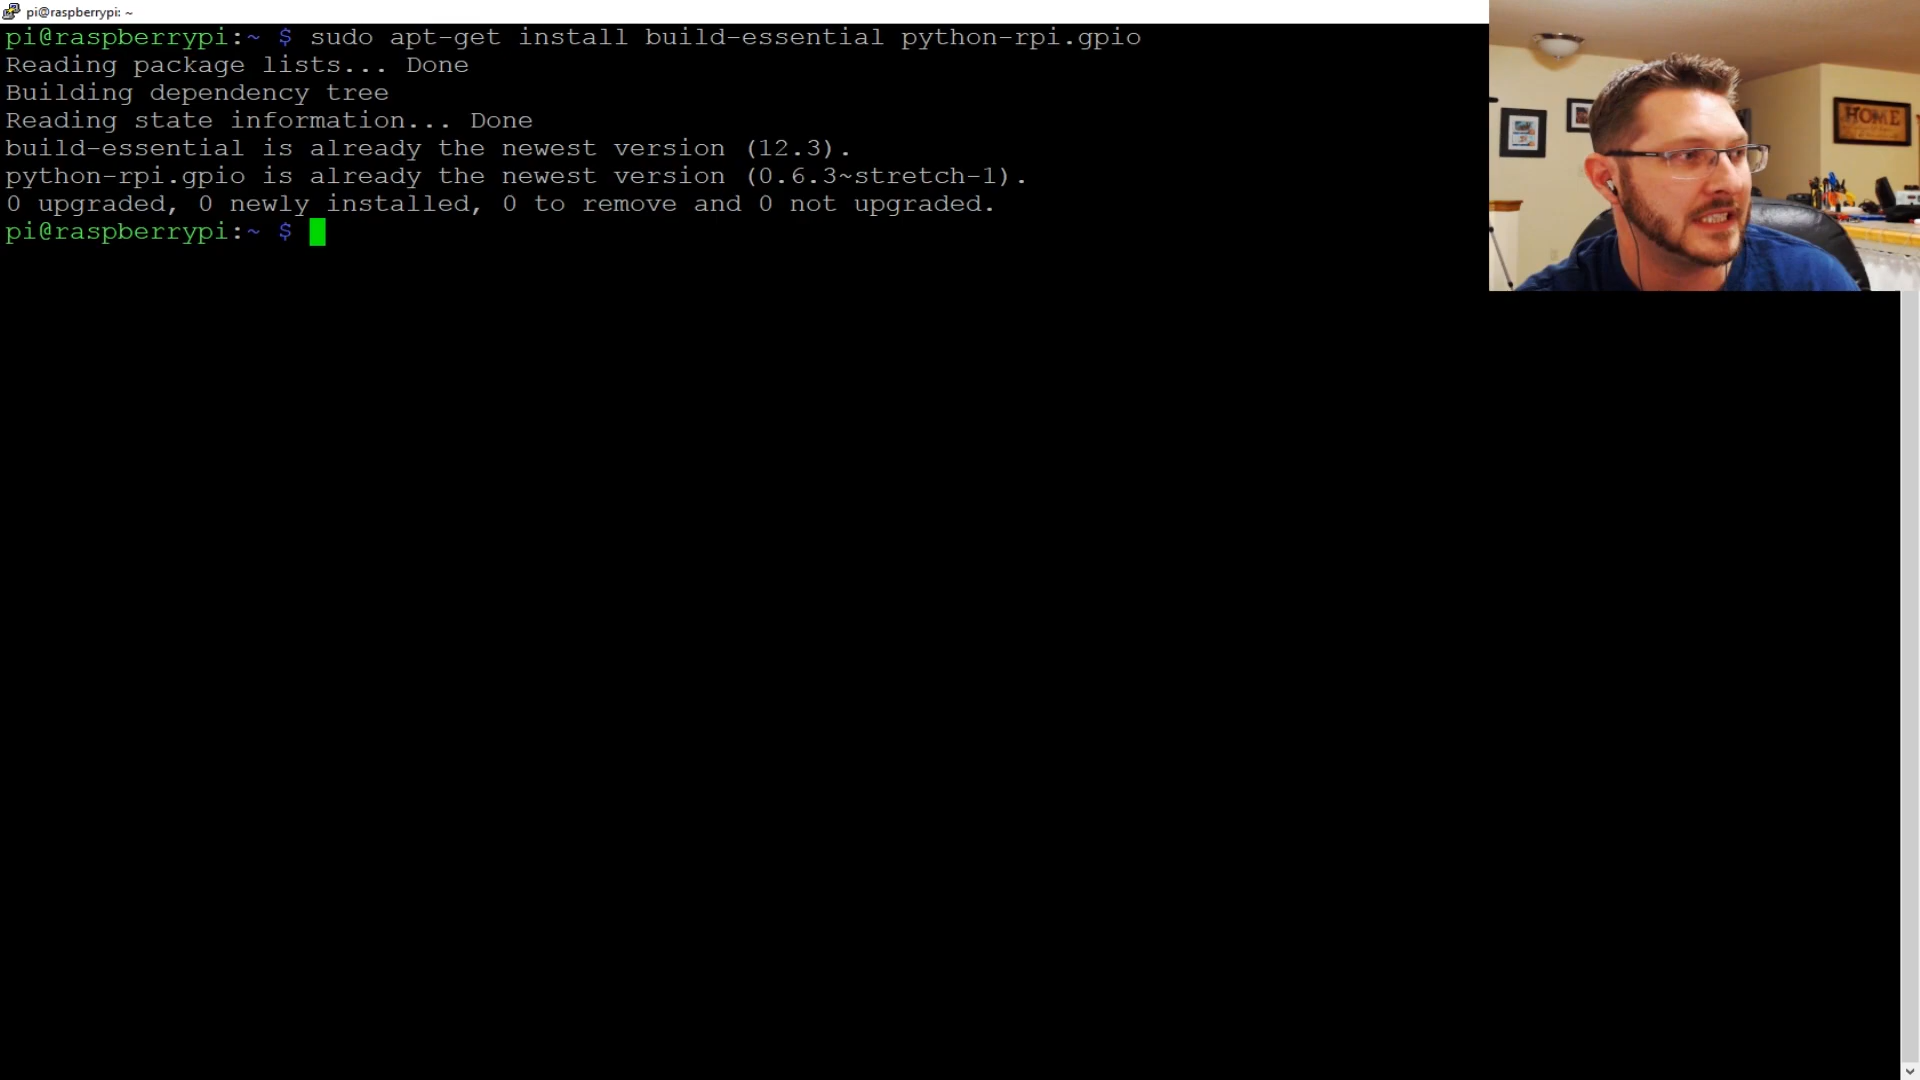 pi@raspberrypi: ~
pi@raspberrypi:~ $ sudo apt-get install build-essential python-rpi.gpio
Reading package lists... Done
Building dependency tree
Reading state information... Done
build-essential is already the newest version (12.3).
python-rpi.gpio is already the newest version (0.6.3~stretch-1).
0 upgraded, 0 newly installed, 0 to remove and 0 not upgraded.
pi@raspberrypi:~ $
HOME